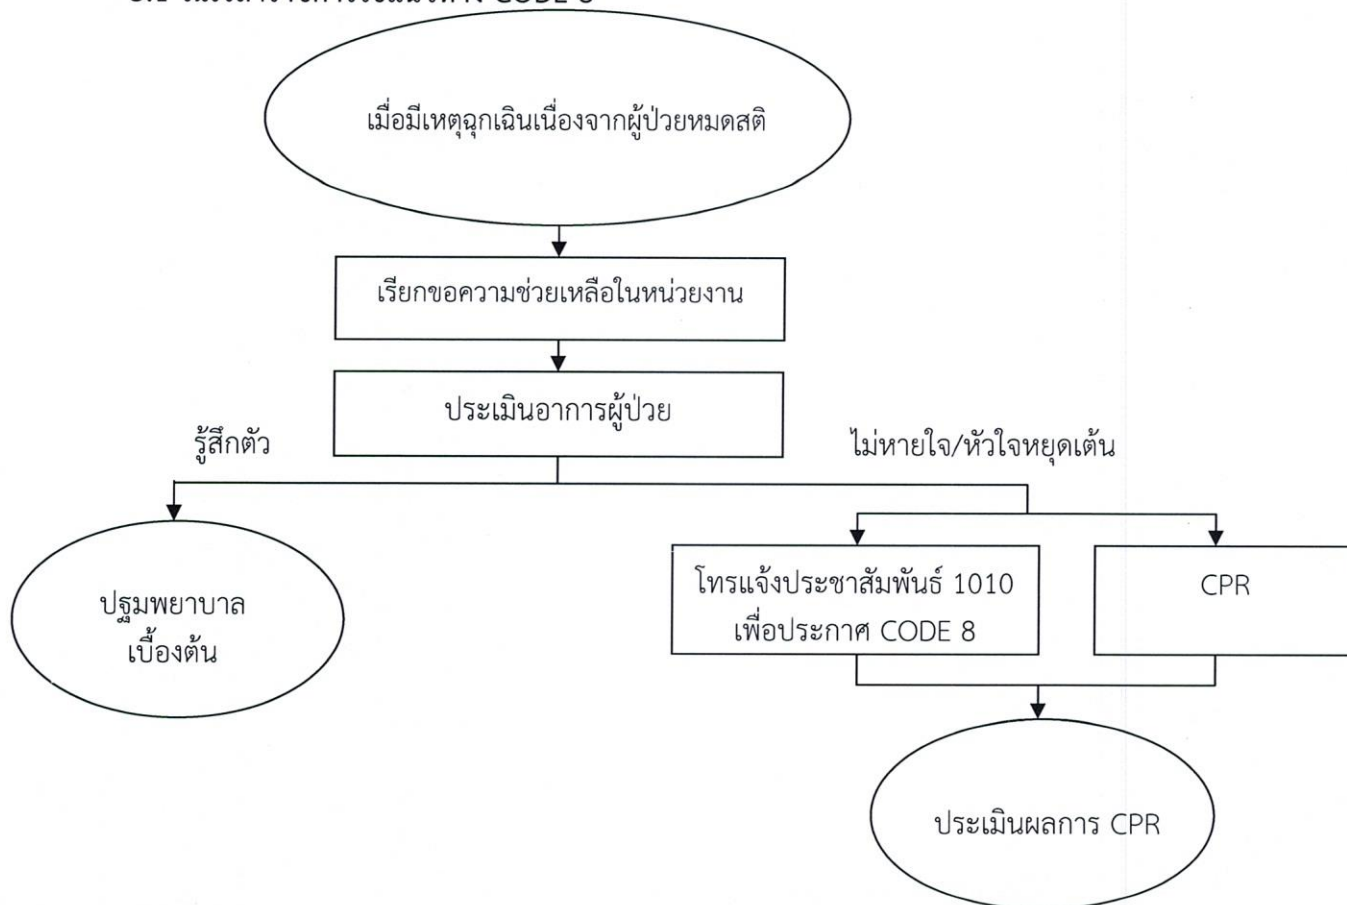 CODE 8
เมื่อมีเหตุฉุกเฉินเนื่องจากผู้ป่วยหมดสติ
เรียกขอความช่วยเหลือในหน่วยงาน
ประเมินอาการผู้ป่วย
รู้สึกตัว
ไม่หายใจ/หัวใจหยุดเต้น
ปฐมพยาบาล
เบื้องต้น
โทรแจ้งประชาสัมพันธ์ 1010
เพื่อประกาศ CODE 8
CPR
ประเมินผลการ CPR